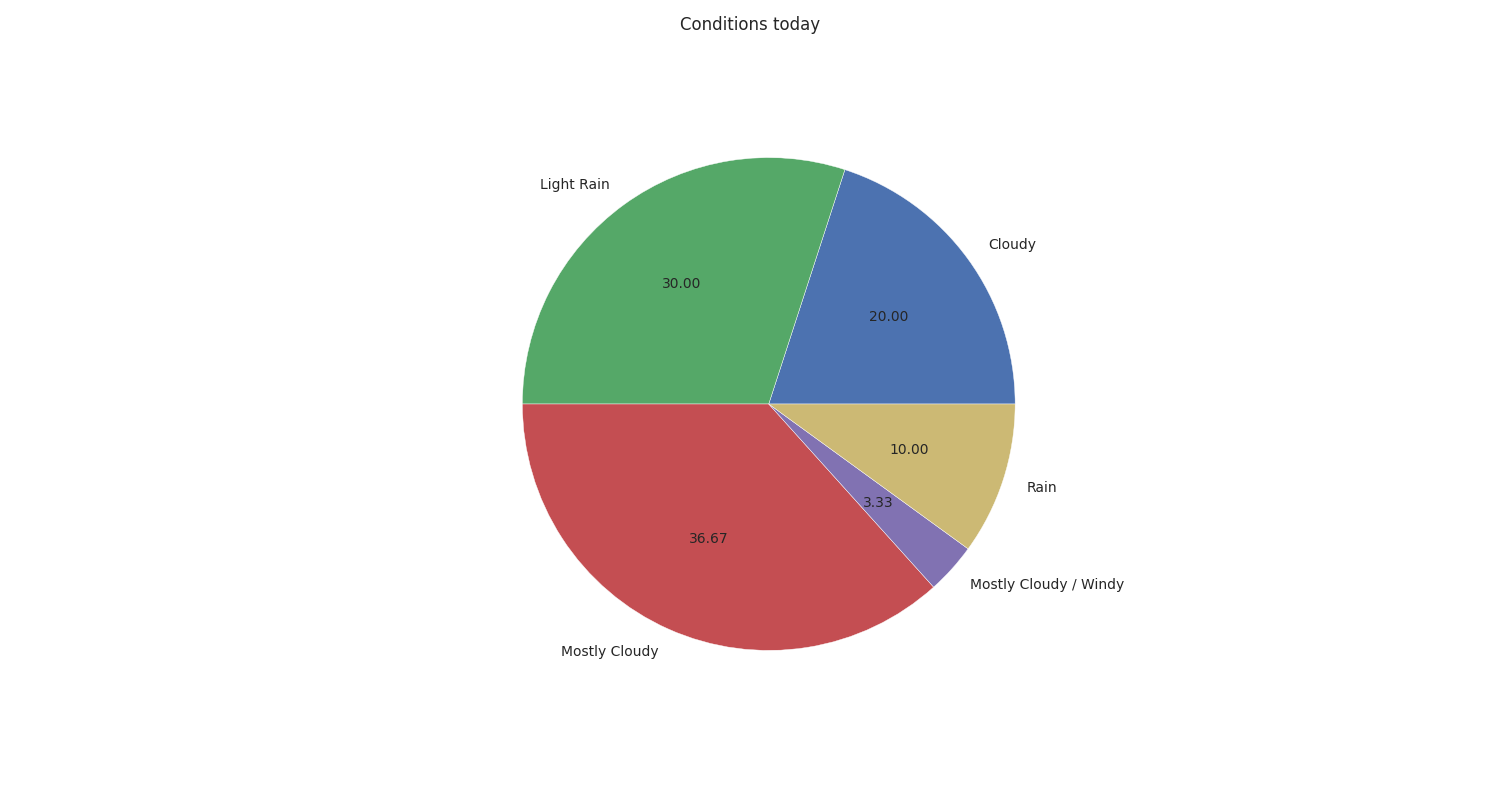 Conditions today
Light Rain
Cloudy
30.00
20.00
10.00
Rain
3.33
36.67
Mostly Cloudy / Windy
Mostly Cloudy